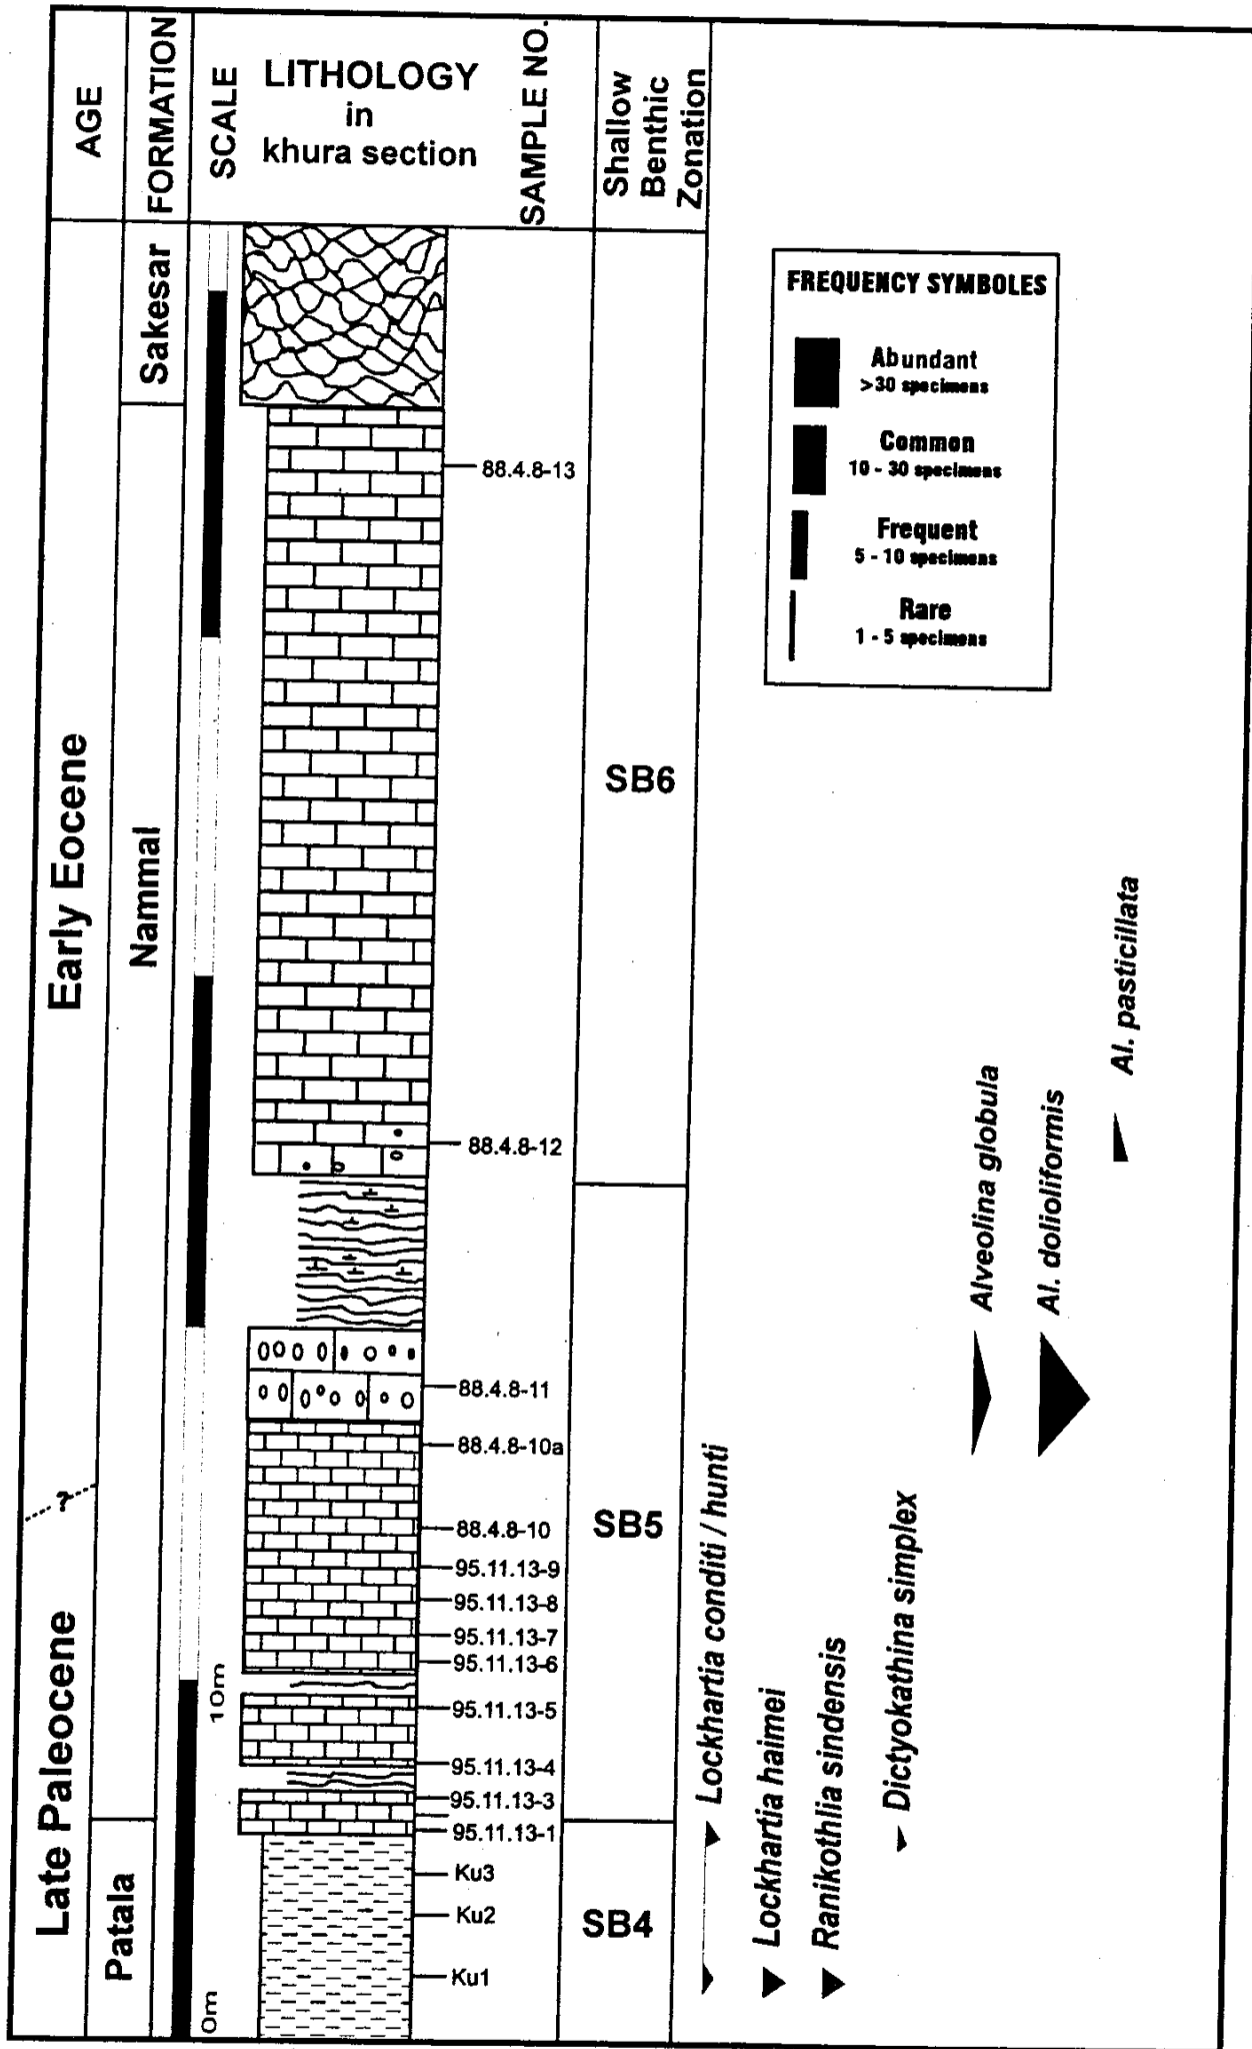 AGE
FORMATION
SCALE
LITHOLOGY
in
khura section
SAMPLE NO.
Shallow
Benthic
Zonation
Early Eocene
?
Late Paleocene
Sakesar
Nammal
Patala
10m
0m
88.4.8-13
88.4.8-12
88.4.8-11
88.4.8-10a
88.4.8-10
95.11.13-9
95.11.13-8
95.11.13-7
95.11.13-6
95.11.13-5
95.11.13-4
95.11.13-3
95.11.13-1
Ku3
Ku2
Ku1
SB6
SB5
SB4
FREQUENCY SYMBOLES
Abundant
>30 specimens
Common
10 - 30 specimens
Frequent
5 - 10 specimens
Rare
1 - 5 specimens
Lockhartia conditi / hunti
Lockhartia haimei
Ranikothlia sindensis
Dictyokathina simplex
Alveolina globula
Al. dolioliformis
Al. pasticillata